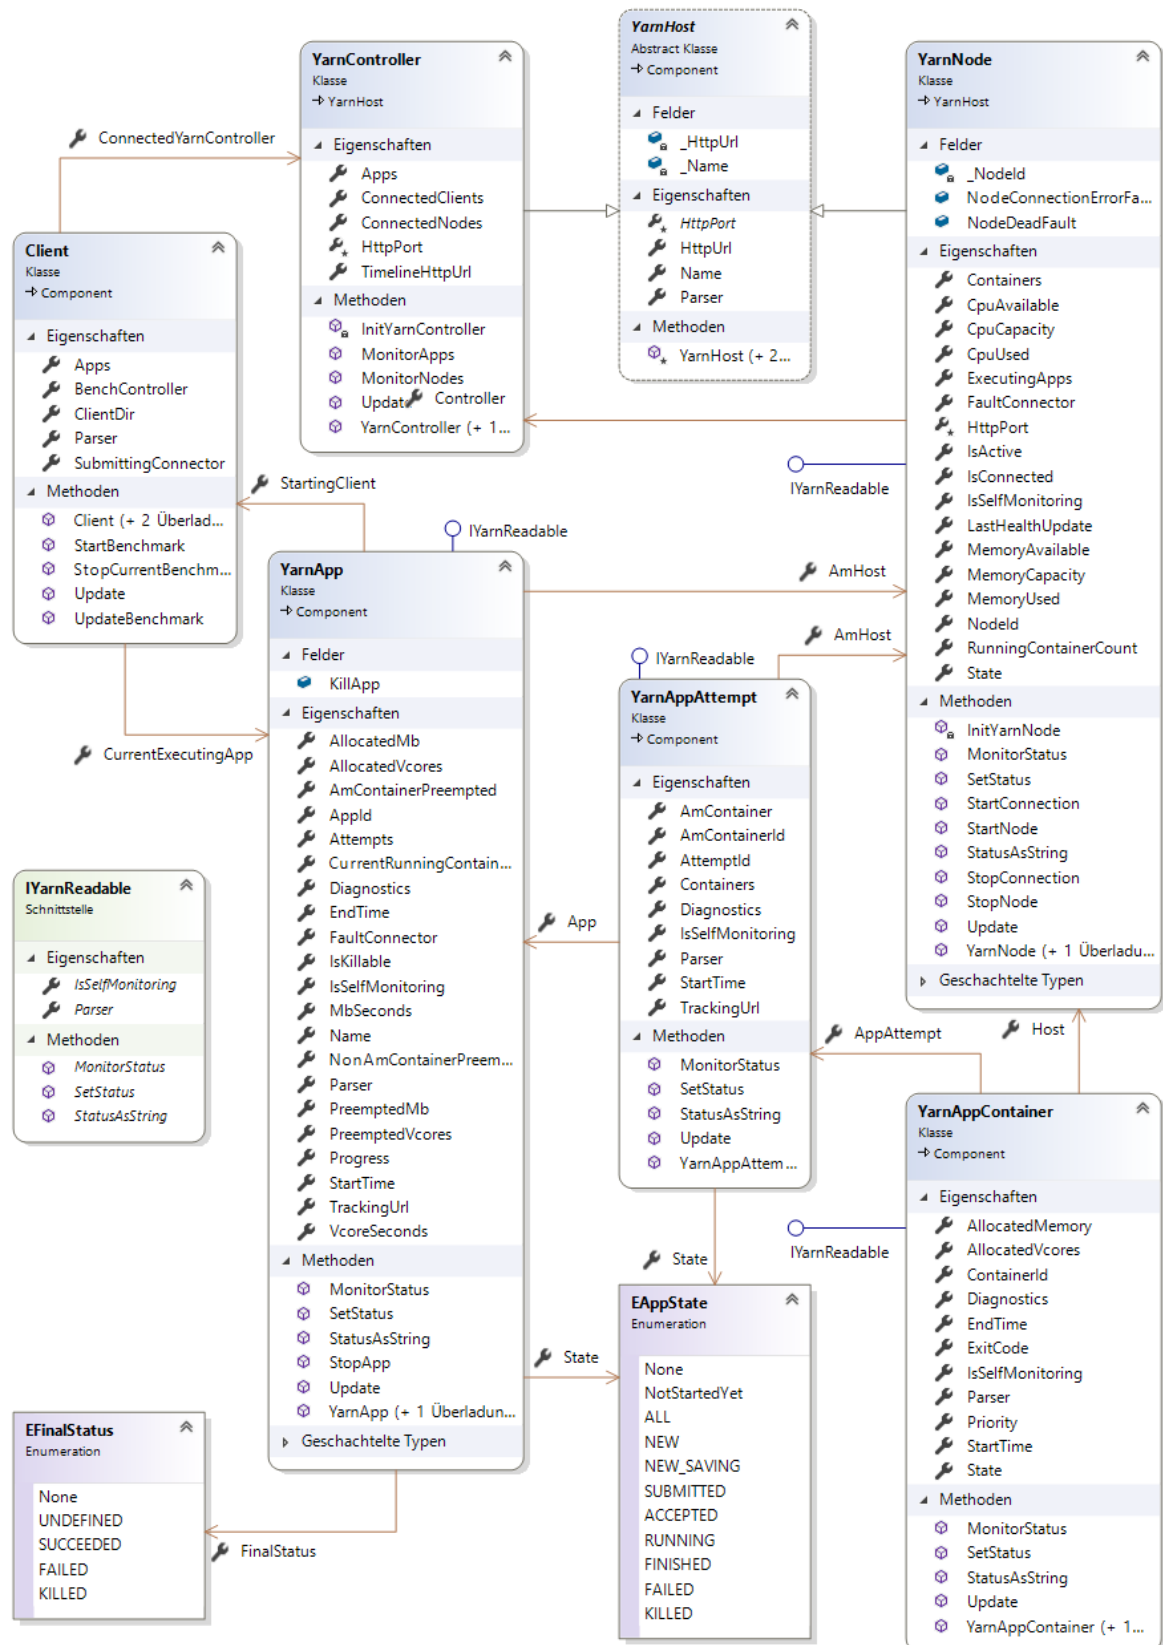 YarnHost
Abstract Klasse
Component
Felder
_HttpUrl
_Name
Eigenschaften
HttpPort
HttpUrl
Name
Parser
Methoden
YarnHost (+ 2...
YarnController
Klasse
YarnHost
Eigenschaften
Apps
ConnectedClients
ConnectedNodes
HttpPort
TimelineHttpUrl
Methoden
InitYarnController
MonitorApps
MonitorNodes
Update
YarnController (+ 1...
Controller
YarnNode
Klasse
YarnHost
Felder
_NodeId
NodeConnectionErrorFa...
NodeDeadFault
Eigenschaften
Containers
CpuAvailable
CpuCapacity
CpuUsed
ExecutingApps
FaultConnector
HttpPort
IsActive
IsConnected
IsSelfMonitoring
LastHealthUpdate
MemoryAvailable
MemoryCapacity
MemoryUsed
NodeId
RunningContainerCount
State
Methoden
InitYarnNode
MonitorStatus
SetStatus
StartConnection
StartNode
StatusAsString
StopConnection
StopNode
Update
YarnNode (+ 1 Überladu...
Geschachtelte Typen
IYarnReadable
ConnectedYarnController
Client
Klasse
Component
Eigenschaften
Apps
BenchController
ClientDir
Parser
SubmittingConnector
Methoden
Client (+ 2 Überlad...
StartBenchmark
StopCurrentBenchm...
Update
UpdateBenchmark
StartingClient
CurrentExecutingApp
IYarnReadable
YarnApp
Klasse
Component
Felder
KillApp
Eigenschaften
AllocatedMb
AllocatedVcores
AmContainerPreempted
AppId
Attempts
CurrentRunningContain...
Diagnostics
EndTime
FaultConnector
IsKillable
IsSelfMonitoring
MbSeconds
Name
NonAmContainerPreem...
Parser
PreemptedMb
PreemptedVcores
Progress
StartTime
TrackingUrl
VcoreSeconds
Methoden
MonitorStatus
SetStatus
StatusAsString
StopApp
Update
YarnApp (+ 1 Überladun...
Geschachtelte Typen
AmHost
AmHost
IYarnReadable
YarnAppAttempt
Klasse
Component
Eigenschaften
AmContainer
AmContainerId
AttemptId
Containers
Diagnostics
IsSelfMonitoring
Parser
StartTime
TrackingUrl
Methoden
MonitorStatus
SetStatus
StatusAsString
Update
YarnAppAttem...
App
AppAttempt
Host
IYarnReadable
Schnittstelle
Eigenschaften
IsSelfMonitoring
Parser
Methoden
MonitorStatus
SetStatus
StatusAsString
YarnAppContainer
Klasse
Component
Eigenschaften
AllocatedMemory
AllocatedVcores
ContainerId
Diagnostics
EndTime
ExitCode
IsSelfMonitoring
Parser
Priority
StartTime
State
Methoden
MonitorStatus
SetStatus
StatusAsString
Update
YarnAppContainer (+ 1...
IYarnReadable
State
State
EAppState
Enumeration
None
NotStartedYet
ALL
NEW
NEW_SAVING
SUBMITTED
ACCEPTED
RUNNING
FINISHED
FAILED
KILLED
EFinalStatus
Enumeration
None
UNDEFINED
SUCCEEDED
FAILED
KILLED
FinalStatus